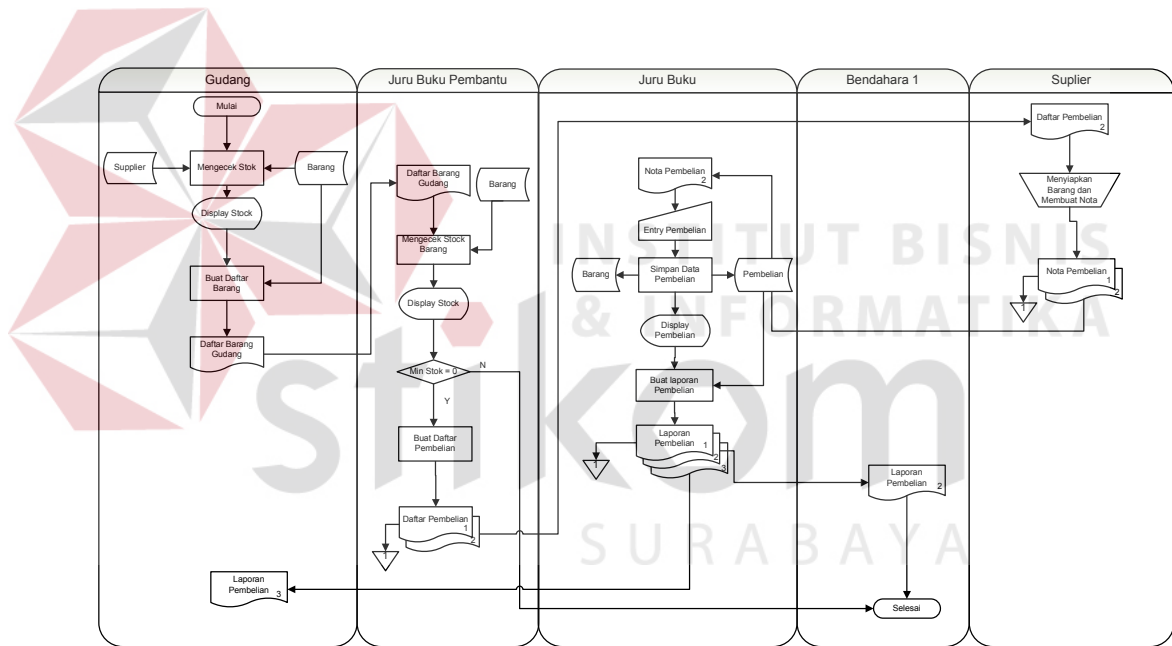 Gudang
Juru Buku Pembantu
Juru Buku
Bendahara 1
Suplier
Mulai
Supplier
Mengecek Stok
Barang
Display Stock
Buat Daftar
Barang
Daftar Barang
Gudang
Laporan
Pembelian
3
Daftar Barang
Gudang
Barang
Mengecek Stock
Barang
Display Stock
Min Stok = 0
N
Y
Buat Daftar
Pembelian
Daftar Pembelian
1
2
1
Nota Pembelian
2
Entry Pembelian
Barang
Simpan Data
Pembelian
Pembelian
Display
Pembelian
Buat laporan
Pembelian
Laporan
Pembelian
1
2
3
1
Laporan
Pembelian
2
Selesai
Daftar Pembelian
2
Menyiapkan
Barang dan
Membuat Nota
Nota Pembelian
1
2
1
INSTITUT BISNIS
& INFORMATIKA
stikom
SURABAYA